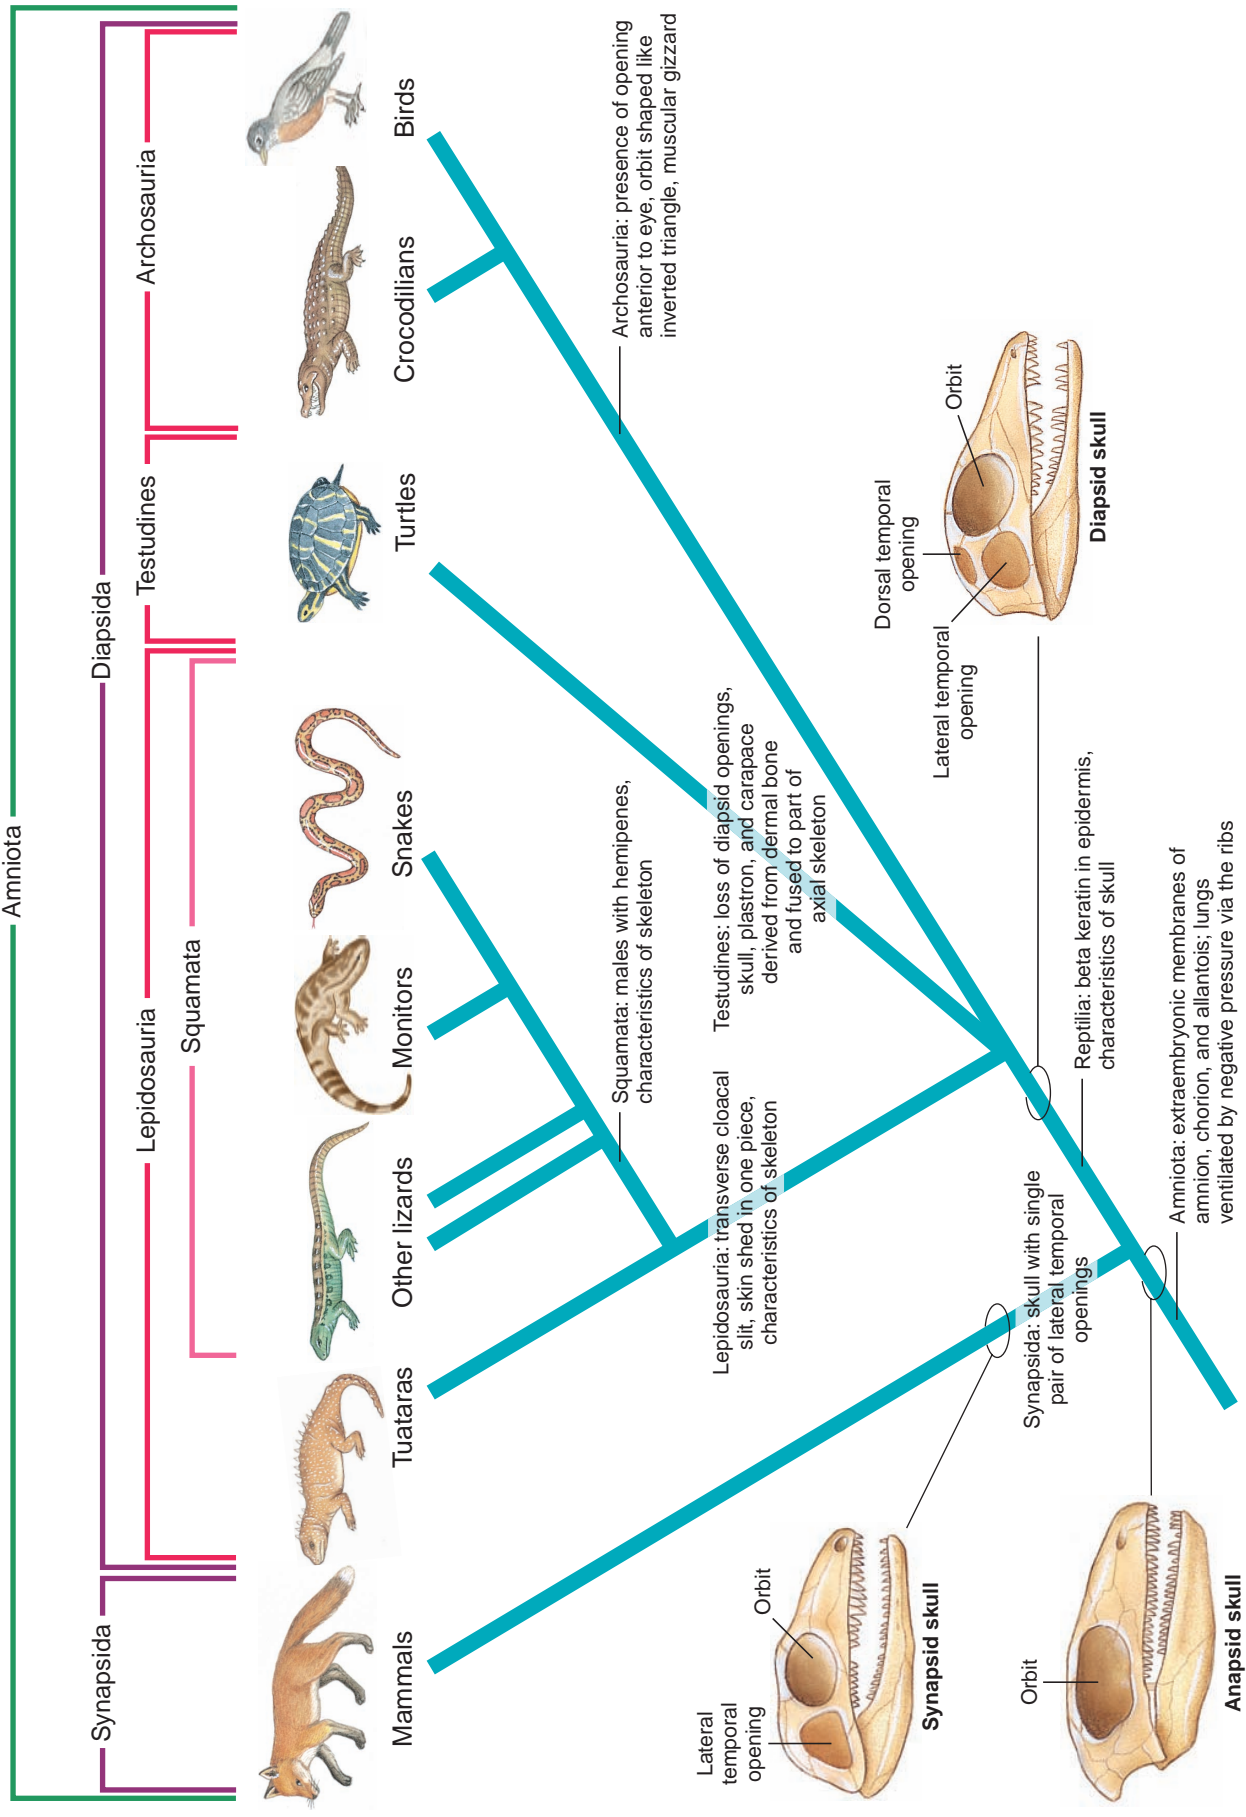 Amniota
Synapsida
Diapsida
Lepidosauria
Testudines
Archosauria
Squamata
Mammals
Tuataras
Other lizards
Monitors
Snakes
Turtles
Crocodilians
Birds
Archosauria: presence of opening
anterior to eye, orbit shaped like
inverted triangle, muscular gizzard
Squamata: males with hemipenes,
characteristics of skeleton
Lepidosauria: transverse cloacal
slit, skin shed in one piece,
characteristics of skeleton
Testudines: loss of diapsid openings,
skull, plastron, and carapace
derived from dermal bone
and fused to part of
axial skeleton
Lateral
temporal
opening
Orbit
Synapsid skull
Dorsal temporal
opening
Lateral temporal
opening
Orbit
Diapsid skull
Synapsida: skull with single
pair of lateral temporal
openings
Reptilia: beta keratin in epidermis,
characteristics of skull
Orbit
Anapsid skull
Amniota: extraembryonic membranes of
amnion, chorion, and allantois; lungs
ventilated by negative pressure via the ribs